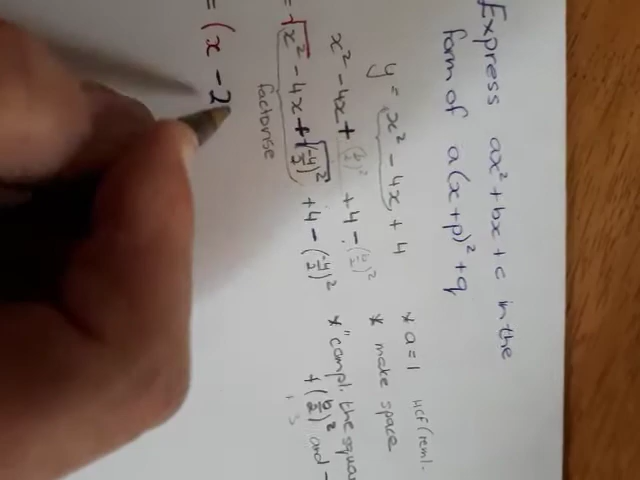 Express ax² + bx + c in the
form of a(x+p)² + q
y = x² - 4x + 4 * a = 1 HCF (rem).
x² - 4x + (b/2)² + 4 - (b/2)² * make space
= x² - 4x + (-4/2)² + 4 - (-4/2)² * "compl. the square
factorise + (b/2)² and -
= (x - 2